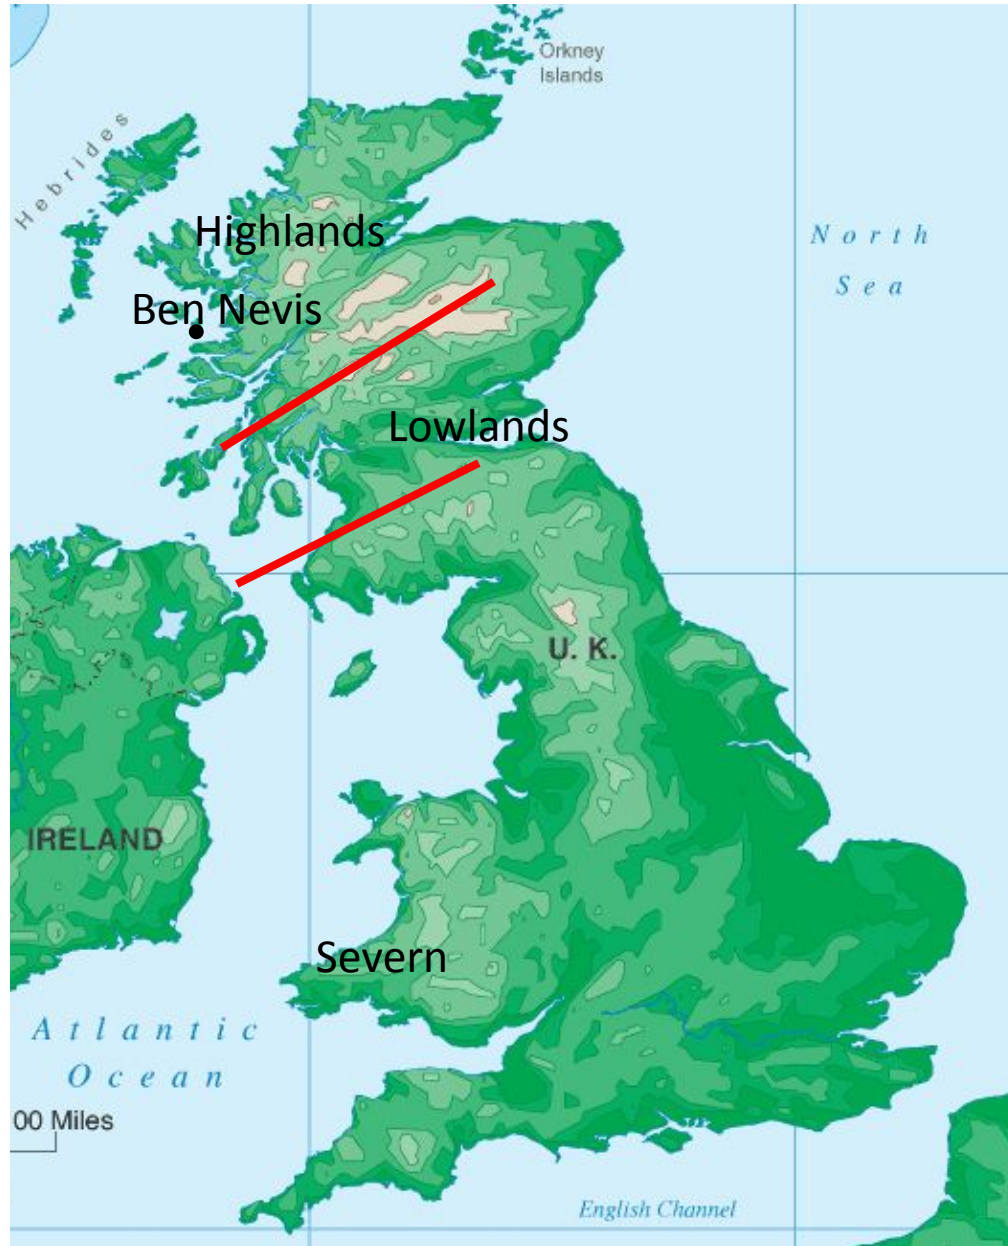 Orkney
Islands
Hebrides
Highlands
North
Sea
Ben Nevis
Lowlands
U. K.
IRELAND
Severn
Atlantic
Ocean
00 Miles
English Channel